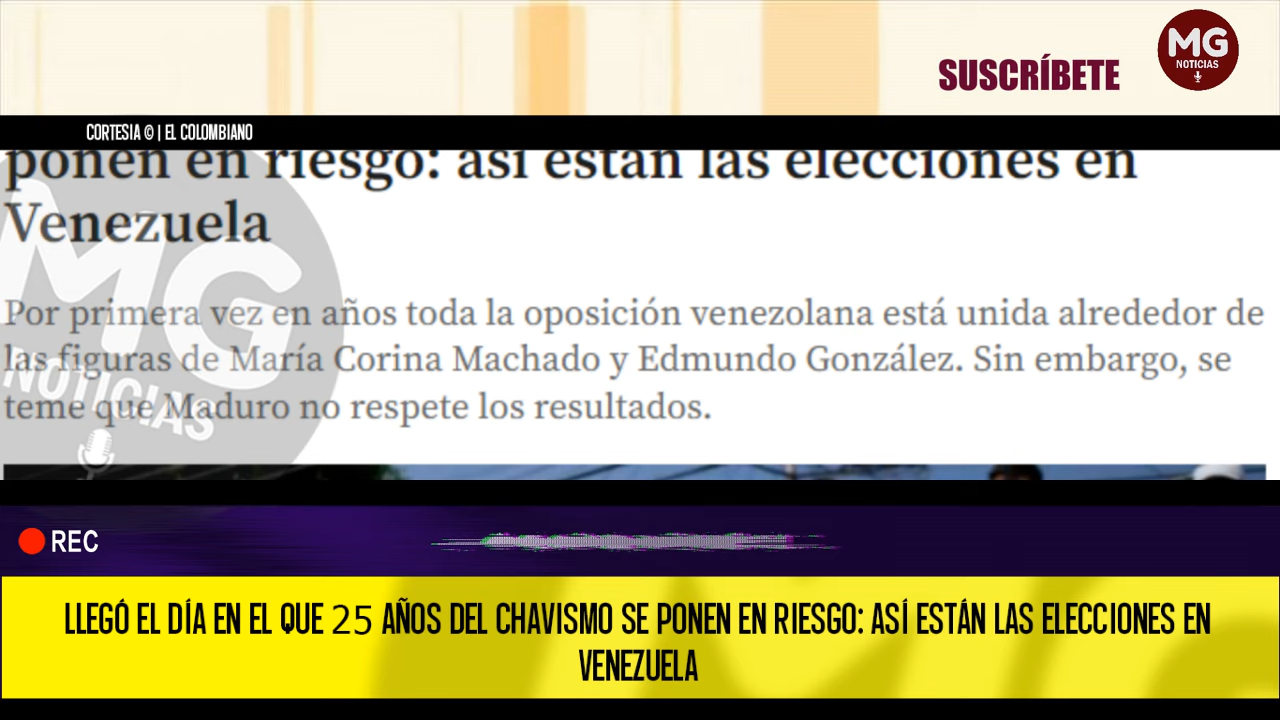 SUSCRÍBETE
MG
NOTICIAS
CORTESIA © | EL COLOMBIANO
ponen en riesgo: así están las elecciones en
Venezuela
Por primera vez en años toda la oposición venezolana está unida alrededor de
las figuras de María Corina Machado y Edmundo González. Sin embargo, se
teme que Maduro no respete los resultados.
MG
NOTICIAS
REC
LLEGÓ EL DÍA EN EL QUE 25 AÑOS DEL CHAVISMO SE PONEN EN RIESGO: ASÍ ESTÁN LAS ELECCIONES EN
VENEZUELA